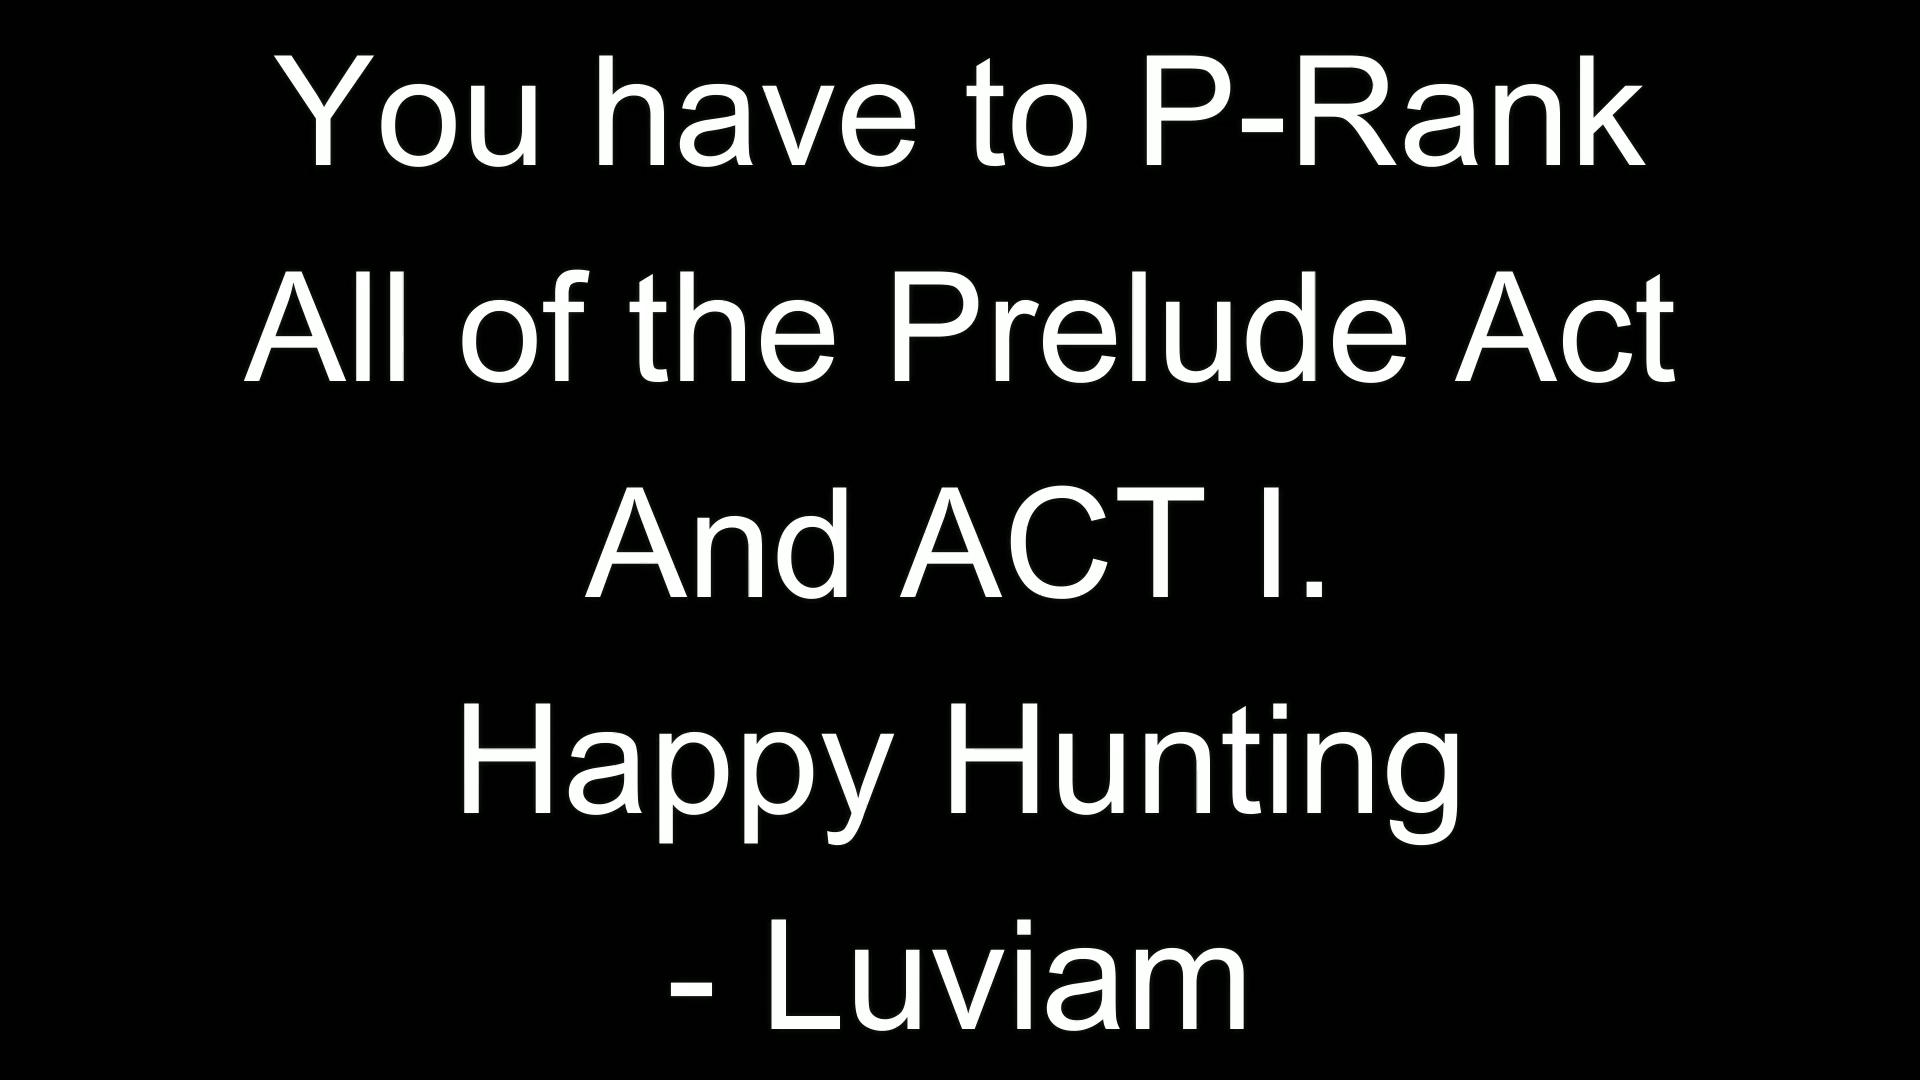 You have to P-Rank
All of the Prelude Act
And ACT I.
Happy Hunting
- Luviam